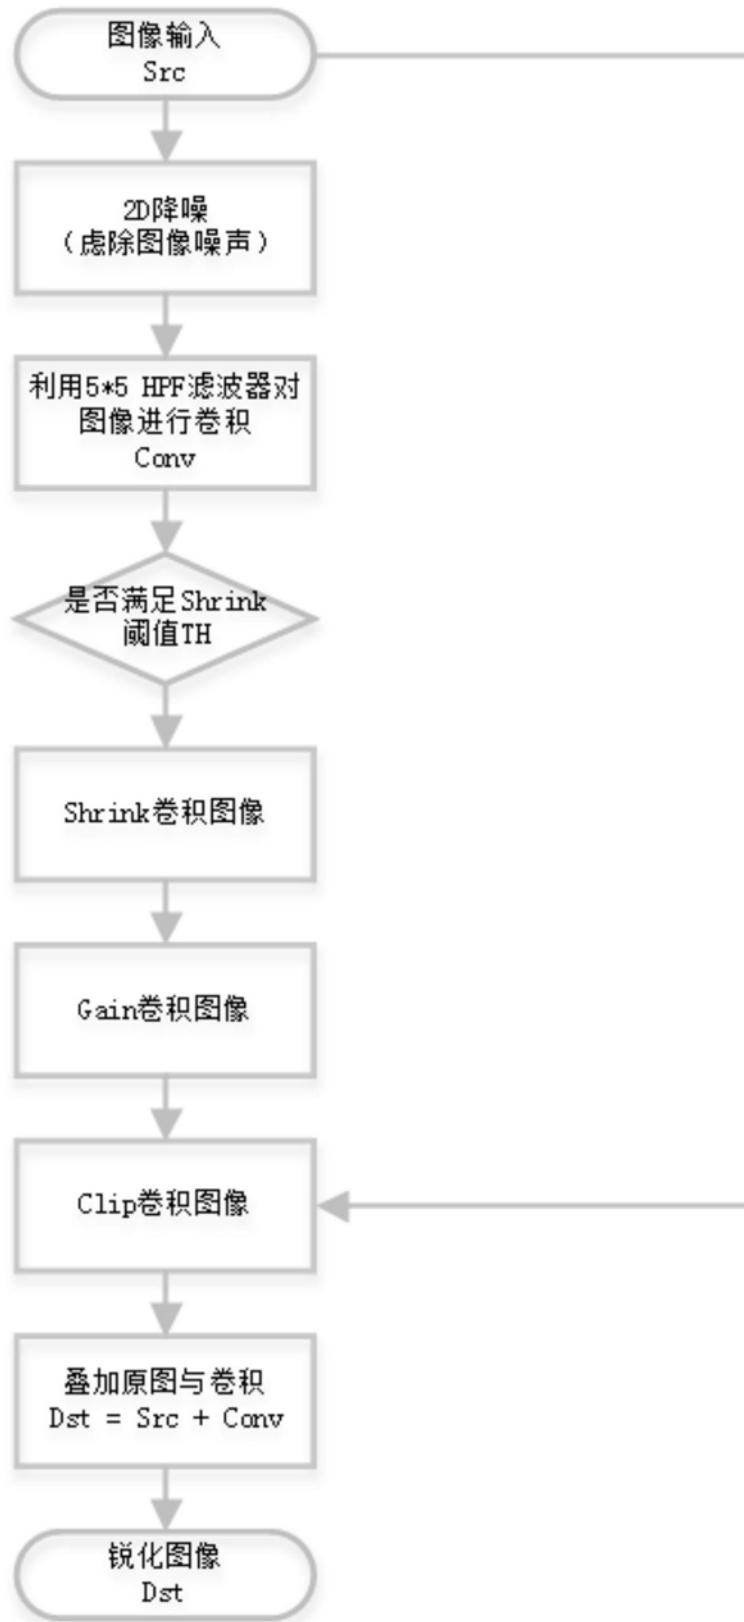 图像输入
Src
2D降噪
（虑除图像噪声）
利用5*5 HPF滤波器对
图像进行卷积
Conv
是否满足Shrink
阈值TH
Shrink卷积图像
Gain卷积图像
Clip卷积图像
叠加原图与卷积
Dst = Src + Conv
锐化图像
Dst